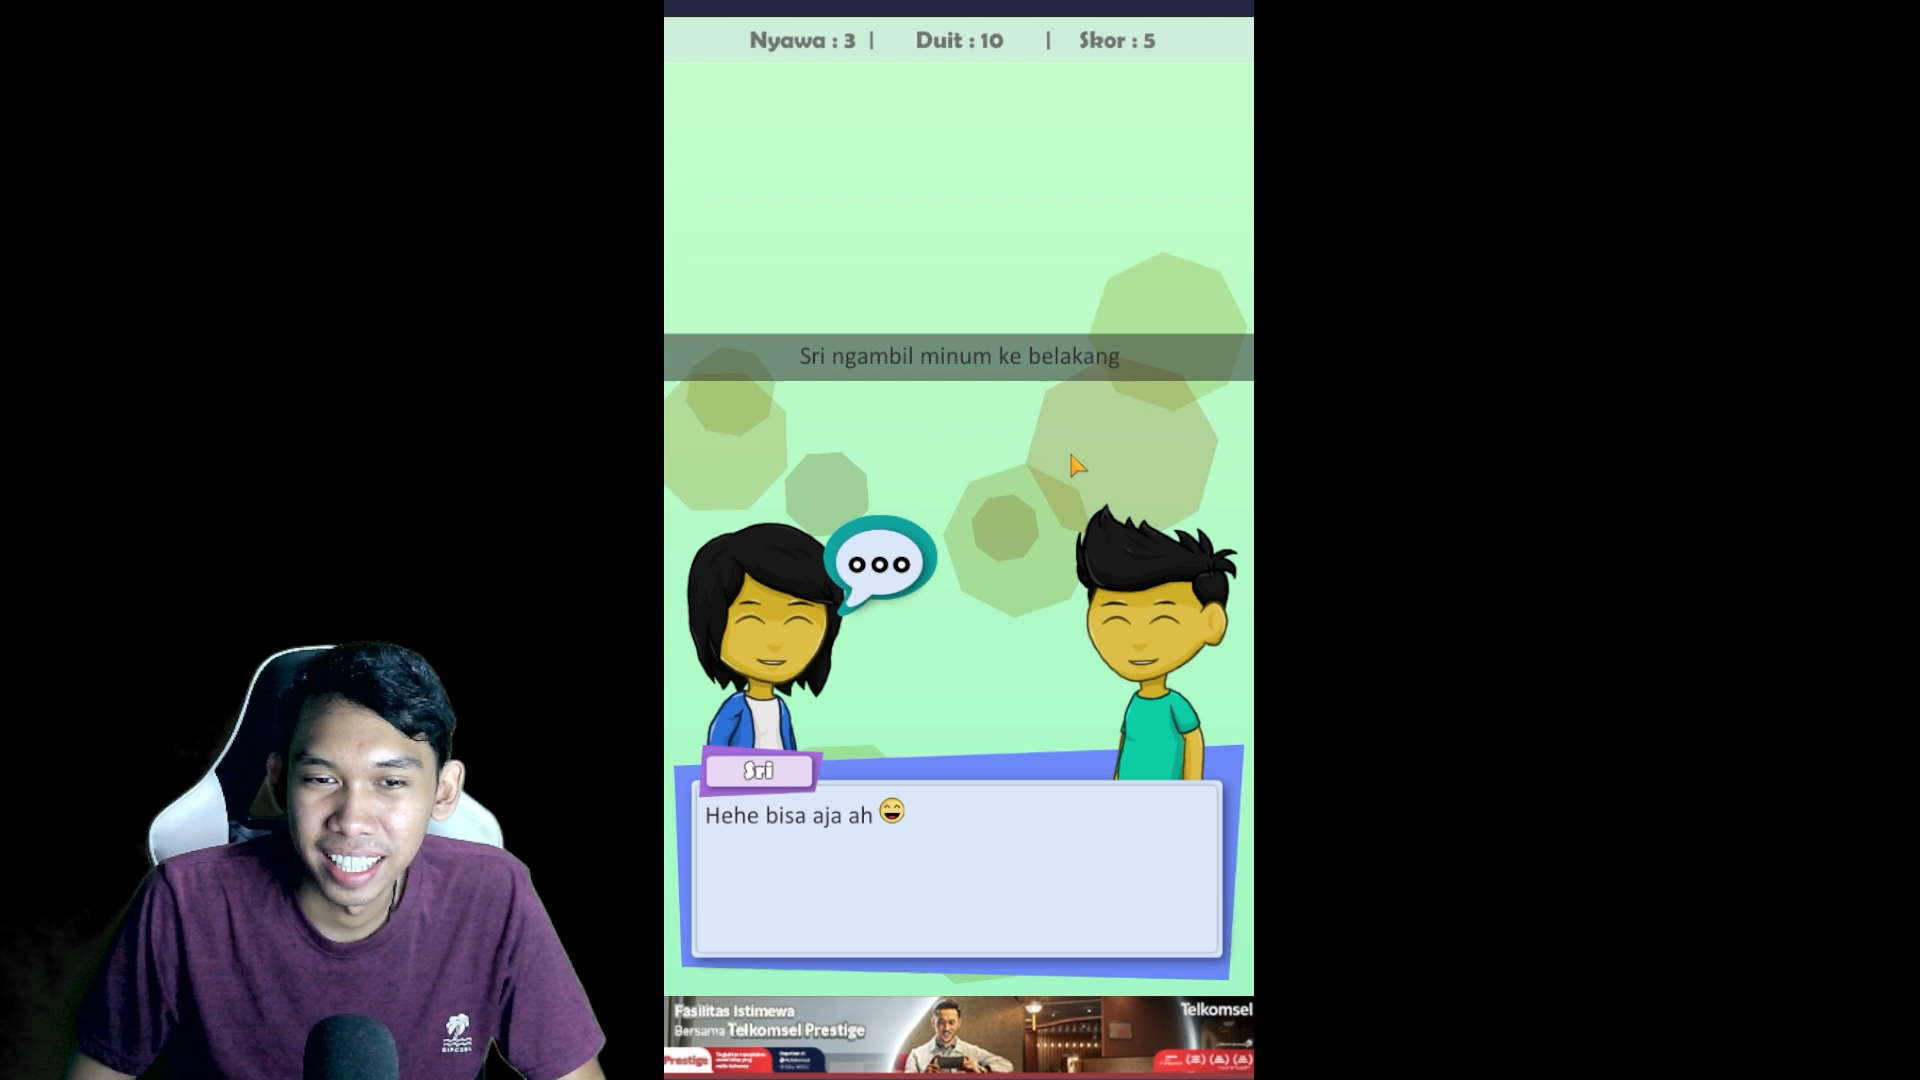 Nyawa : 3 | Duit : 10 | Skor : 5
Sri ngambil minum ke belakang
Sri
Hehe bisa aja ah 😄
Fasilitas Istimewa
Bersama Telkomsel Prestige
Telkomsel
Prestige
RIPCURL